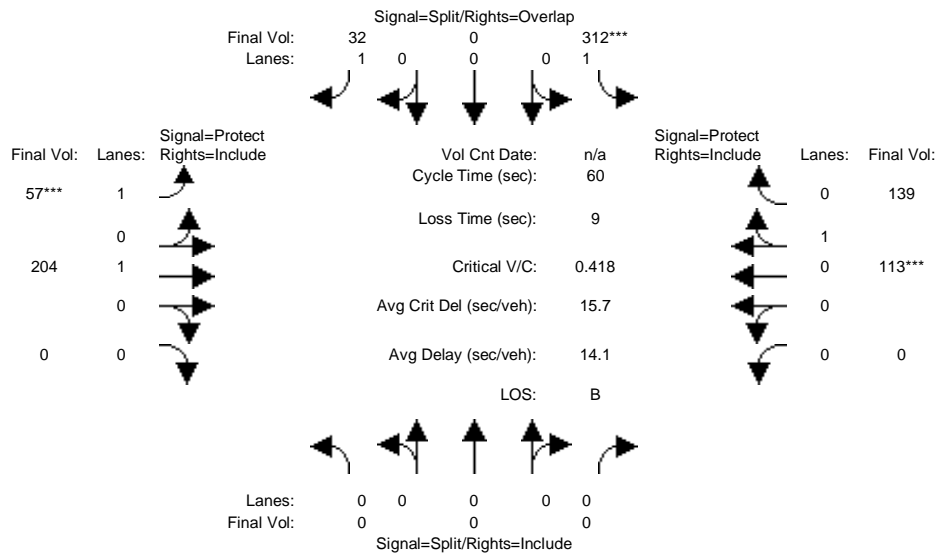 Signal=Split/Rights=Overlap
Final Vol: 32 0 312***
Lanes: 1 0 0 0 1
Signal=Protect
Final Vol: Lanes: Rights=Include
Vol Cnt Date: n/a
Signal=Protect
Rights=Include Lanes: Final Vol:
Cycle Time (sec): 60
57*** 1
0 139
Loss Time (sec): 9
0
1
204 1
Critical V/C: 0.418
0 113***
0
Avg Crit Del (sec/veh): 15.7
0
0 0
Avg Delay (sec/veh): 14.1
0 0
LOS: B
Lanes: 0 0 0 0 0
Final Vol: 0 0 0
Signal=Split/Rights=Include